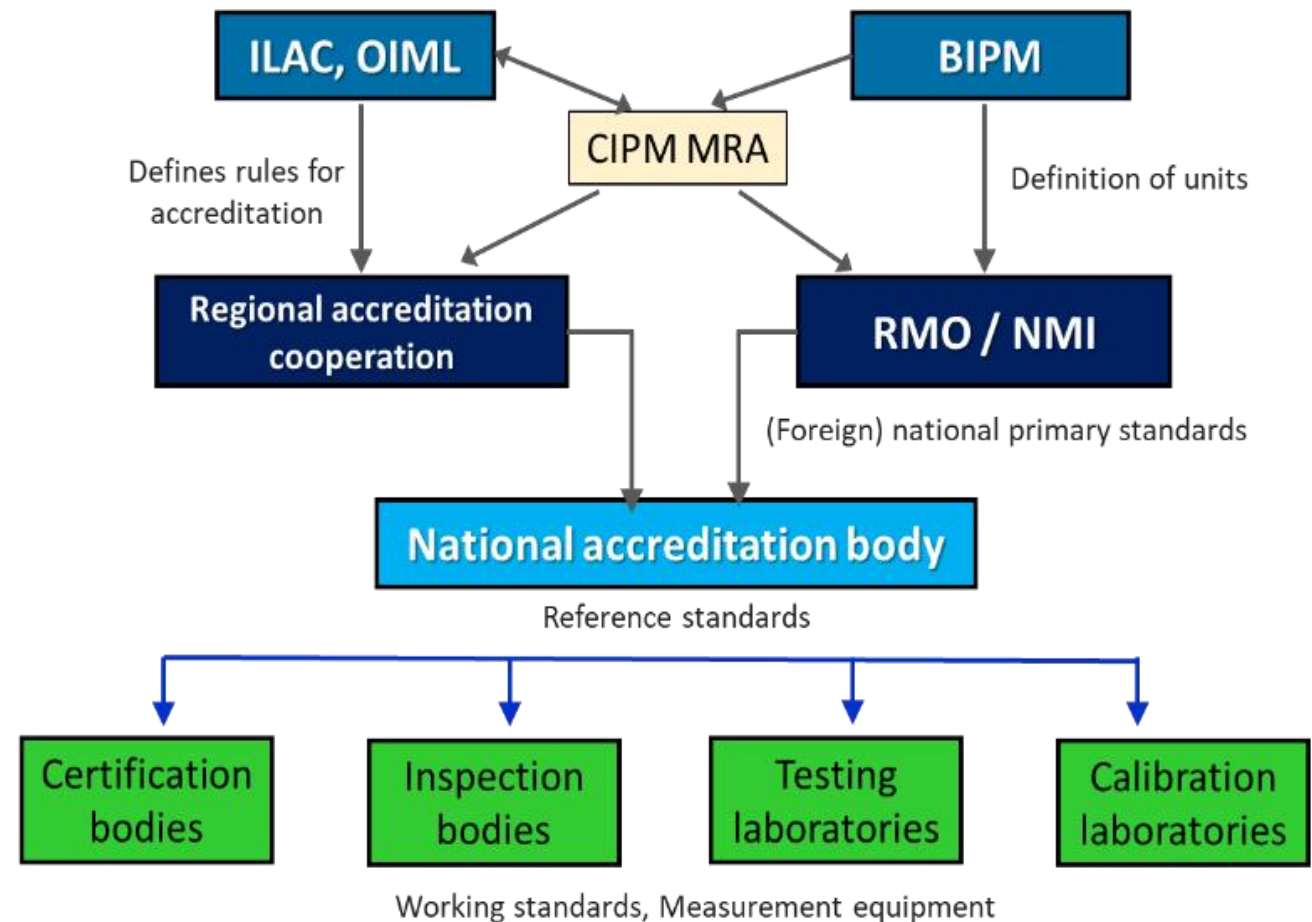 ILAC, OIML
BIPM
CIPM MRA
Defines rules for
accreditation
Definition of units
Regional accreditation
cooperation
RMO / NMI
(Foreign) national primary standards
National accreditation body
Reference standards
Certification
bodies
Inspection
bodies
Testing
laboratories
Calibration
laboratories
Working standards, Measurement equipment